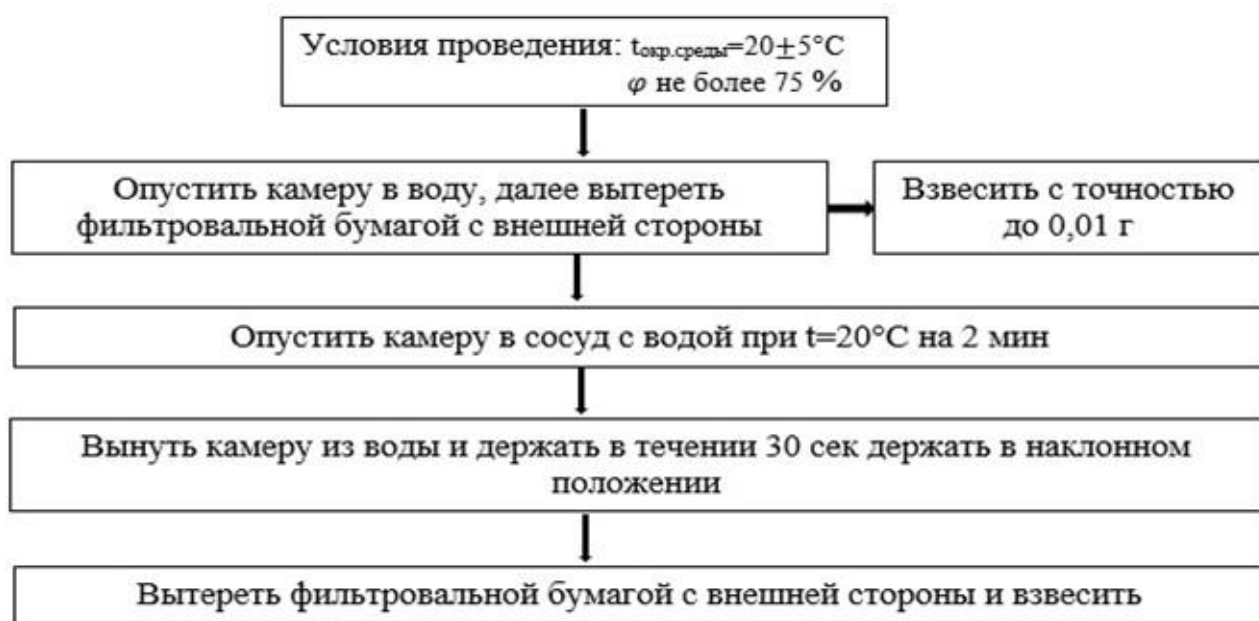 Условия проведения: tокр.среды=20±5°C
φ не более 75 %
Опустить камеру в воду, далее вытереть
фильтровальной бумагой с внешней стороны
Взвесить с точностью
до 0,01 г
Опустить камеру в сосуд с водой при t=20°C на 2 мин
Вынуть камеру из воды и держать в течении 30 сек держать в наклонном
положении
Вытереть фильтровальной бумагой с внешней стороны и взвесить